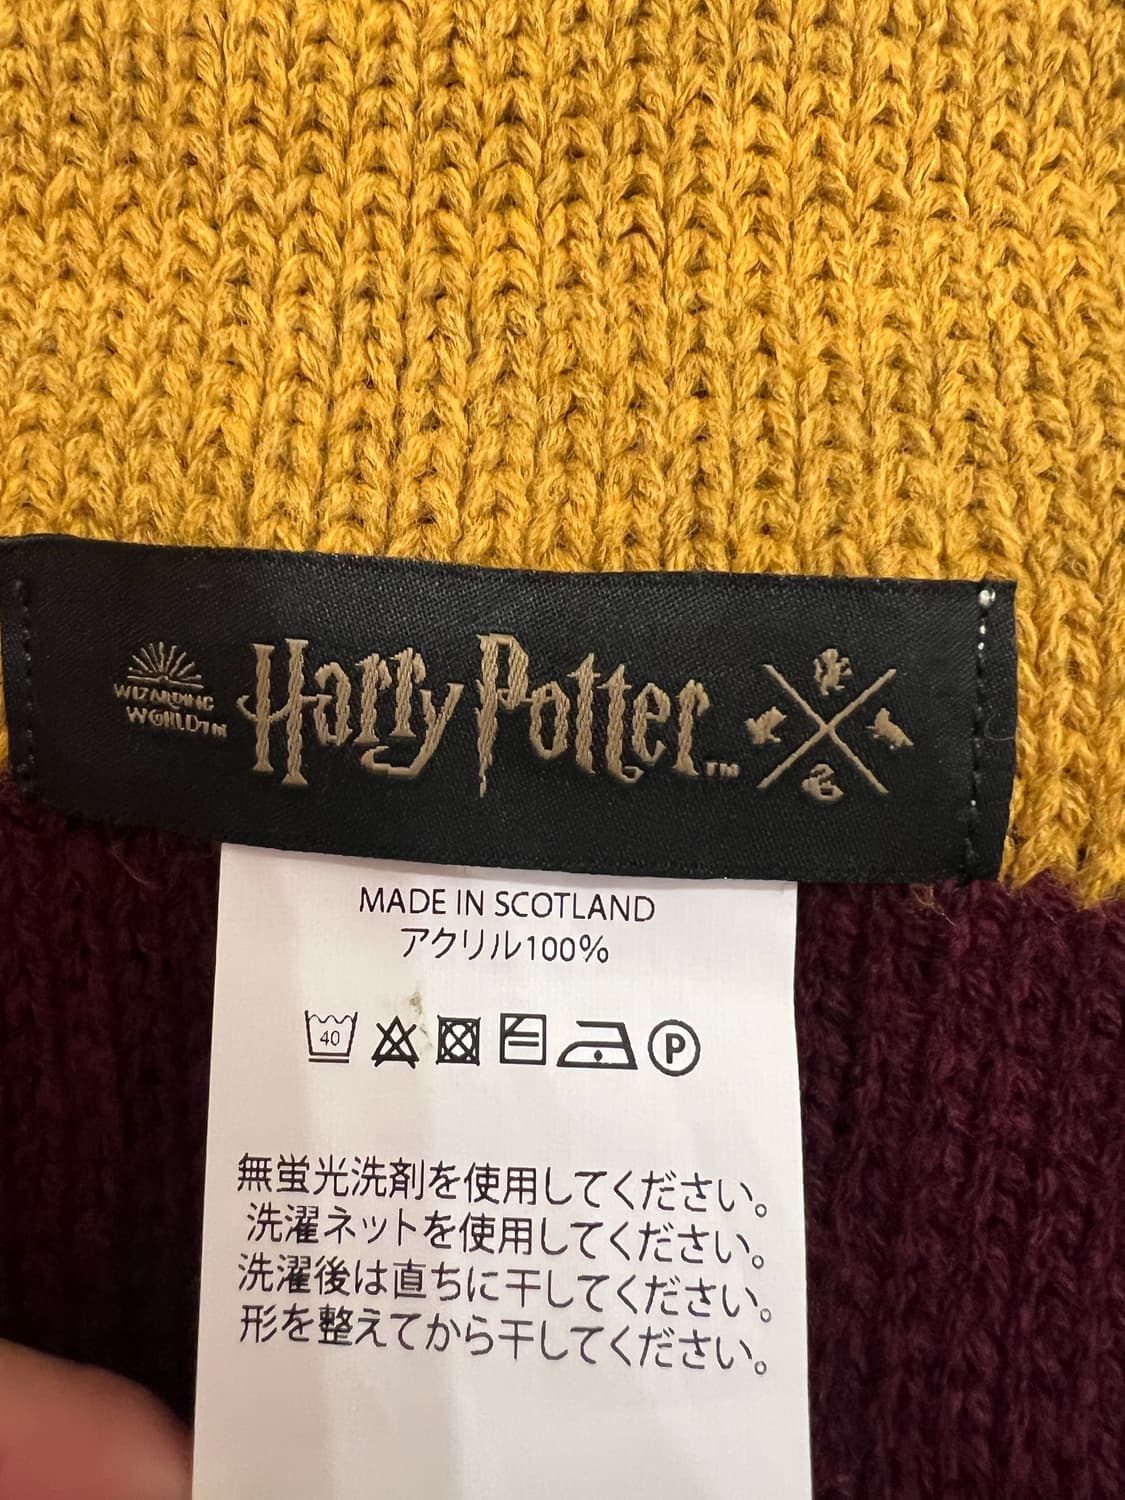 WIZARDING
WORLD™
Harry Potter™
MADE IN SCOTLAND
アクリル100%
40
P
無蛍光洗剤を使用してください。
洗濯ネットを使用してください。
洗濯後は直ちに干してください。
形を整えてから干してください。